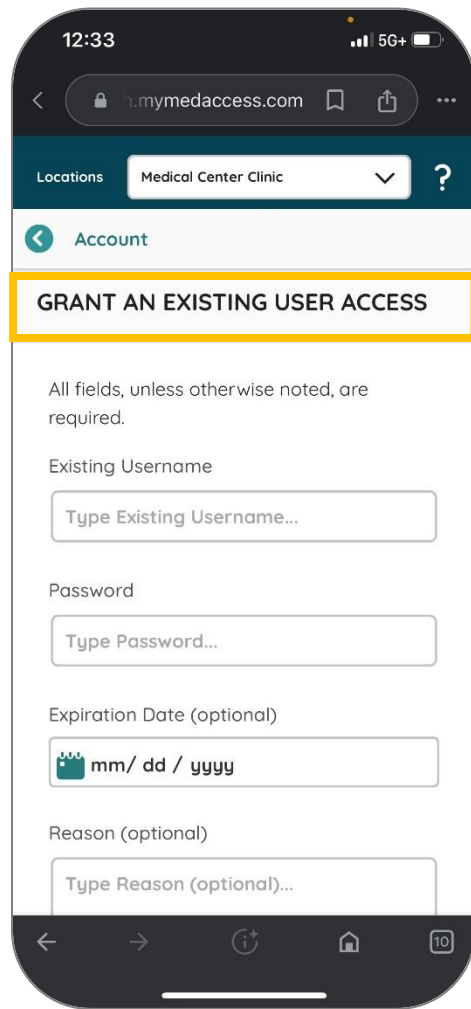 12:33
5G+
.mymedaccess.com
Locations
Medical Center Clinic
?
Account
GRANT AN EXISTING USER ACCESS
All fields, unless otherwise noted, are
required.
Existing Username
Type Existing Username...
Password
Type Password...
Expiration Date (optional)
mm/ dd / yyyy
Reason (optional)
Type Reason (optional)...
10